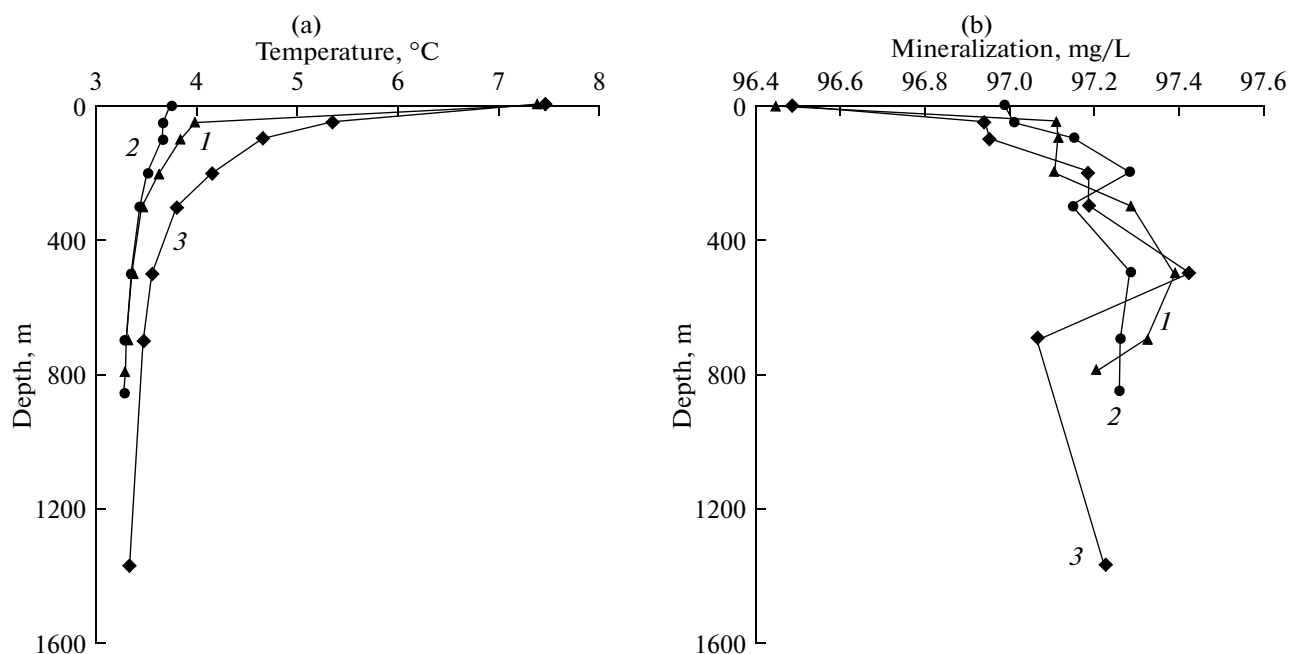 (a)
Temperature, °C
3 4 5 6 7 8
0
400
800
1200
1600
Depth, m
2
1
3
(b)
Mineralization, mg/L
96.4 96.6 96.8 97.0 97.2 97.4 97.6
0
400
800
1200
1600
Depth, m
1
2
3